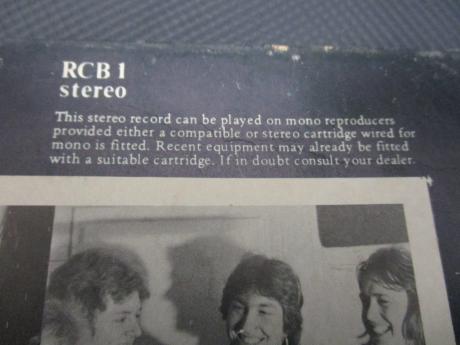 RCB 1
stereo
This stereo record can be played on mono reproducers
provided either a compatible or stereo cartridge wired for
mono is fitted. Recent equipment may already be fitted
with a suitable cartridge. If in doubt consult your dealer.